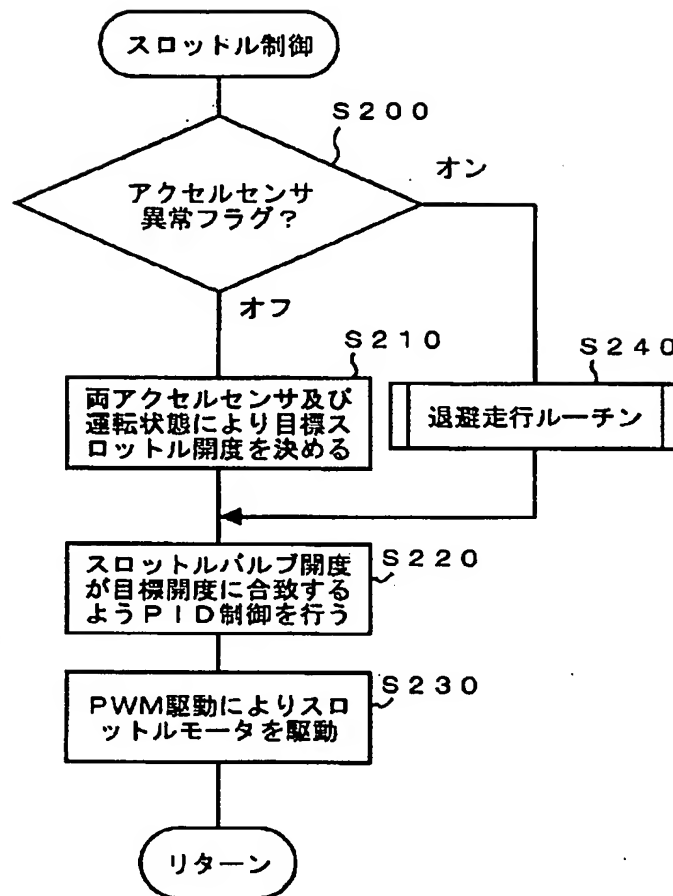 スロットル制御
S200
アクセルセンサ
異常フラグ?
オン
オフ
S210
両アクセルセンサ及び
運転状態により目標ス
ロットル開度を決める
S240
退避走行ルーチン
S220
スロットルバルブ開度
が目標開度に合致する
ようPID制御を行う
S230
PWM駆動によりスロ
ットルモータを駆動
リターン